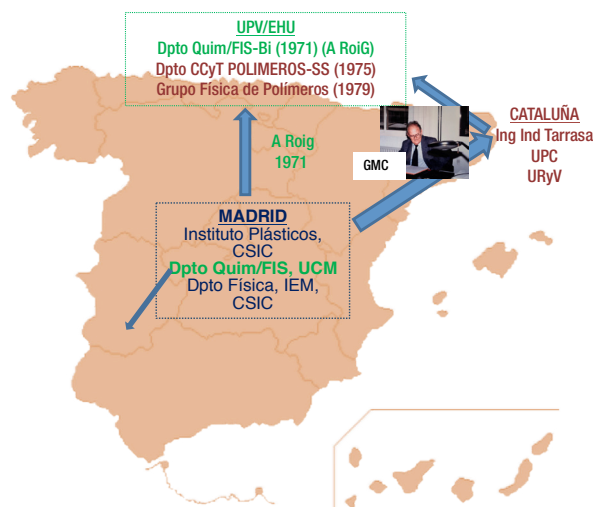 UPV/EHU
Dpto Quim/FIS-Bi (1971) (A RoiG)
Dpto CCyT POLIMEROS-SS (1975)
Grupo Física de Polímeros (1979)
CATALUÑA
Ing Ind Tarrasa
UPC
URyV
A Roig
1971
GMC
MADRID
Instituto Plásticos,
CSIC
Dpto Quim/FIS, UCM
Dpto Física, IEM,
CSIC